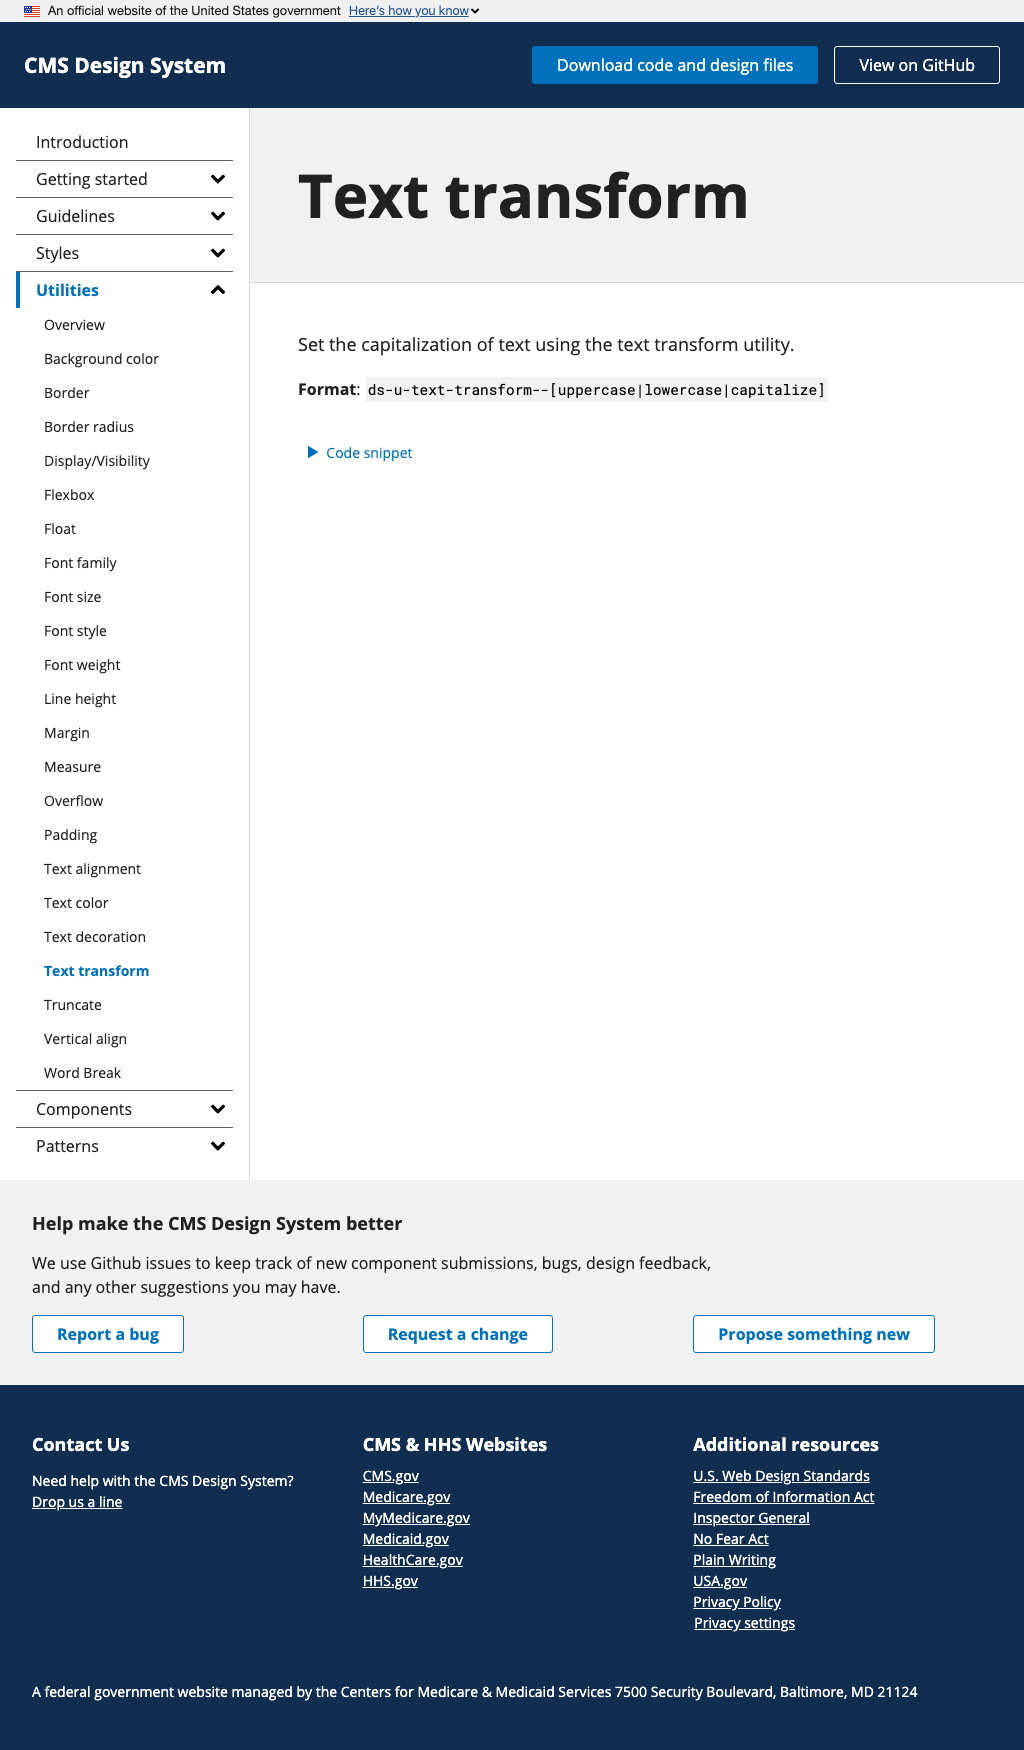 An official website of the United States government Here's how you know
CMS Design System
Download code and design files
View on GitHub
Introduction
Getting started
Guidelines
Styles
Utilities
Overview
Background color
Border
Border radius
Display/Visibility
Flexbox
Float
Font family
Font size
Font style
Font weight
Line height
Margin
Measure
Overflow
Padding
Text alignment
Text color
Text decoration
Text transform
Truncate
Vertical align
Word Break
Components
Patterns
Text transform
Set the capitalization of text using the text transform utility.
Format: ds-u-text-transform--[uppercase|lowercase|capitalize]
Code snippet
Help make the CMS Design System better
We use Github issues to keep track of new component submissions, bugs, design feedback,
and any other suggestions you may have.
Report a bug
Request a change
Propose something new
Contact Us
Need help with the CMS Design System?
Drop us a line
CMS & HHS Websites
CMS.gov
Medicare.gov
MyMedicare.gov
Medicaid.gov
HealthCare.gov
HHS.gov
Additional resources
U.S. Web Design Standards
Freedom of Information Act
Inspector General
No Fear Act
Plain Writing
USA.gov
Privacy Policy
Privacy settings
A federal government website managed by the Centers for Medicare & Medicaid Services 7500 Security Boulevard, Baltimore, MD 21124